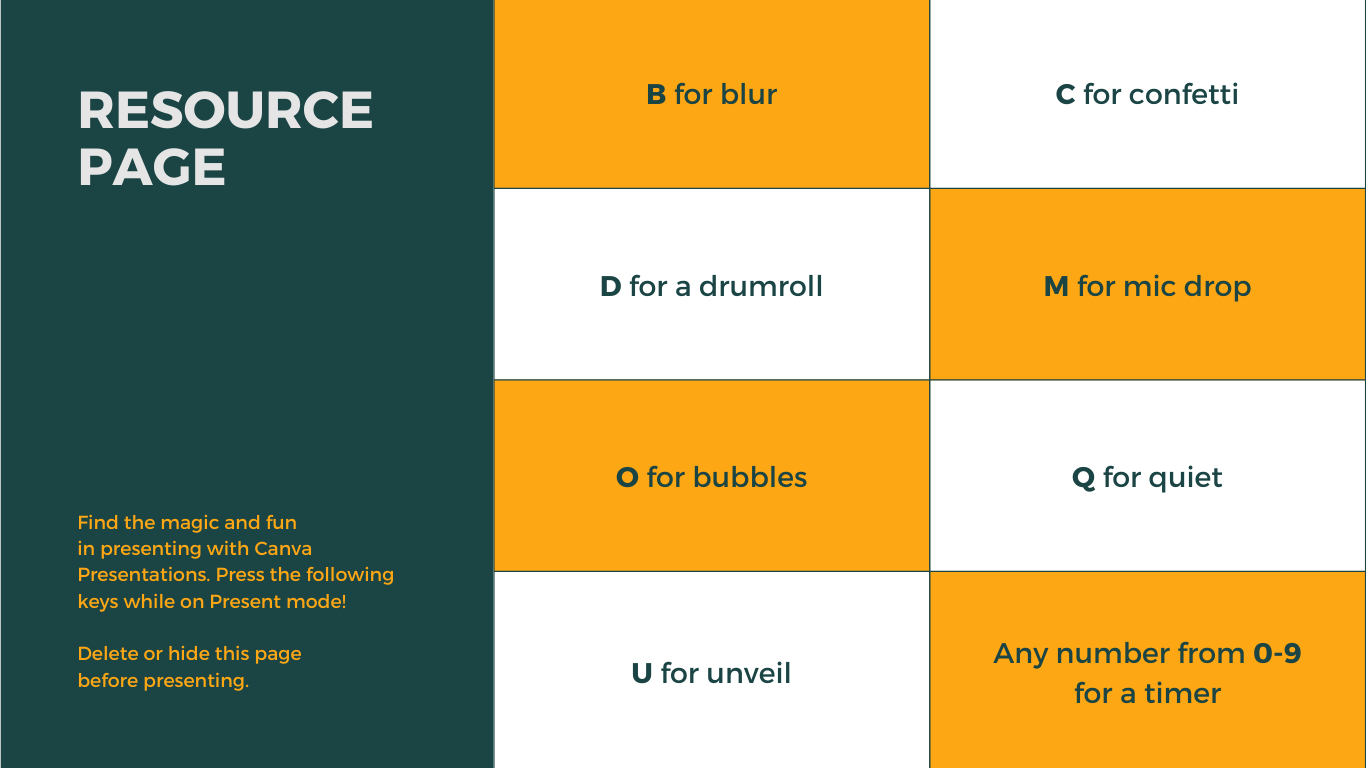 RESOURCE
PAGE
Find the magic and fun
in presenting with Canva
Presentations. Press the following
keys while on Present mode!
Delete or hide this page
before presenting.
B for blur
C for confetti
D for a drumroll
M for mic drop
O for bubbles
Q for quiet
U for unveil
Any number from 0-9
for a timer